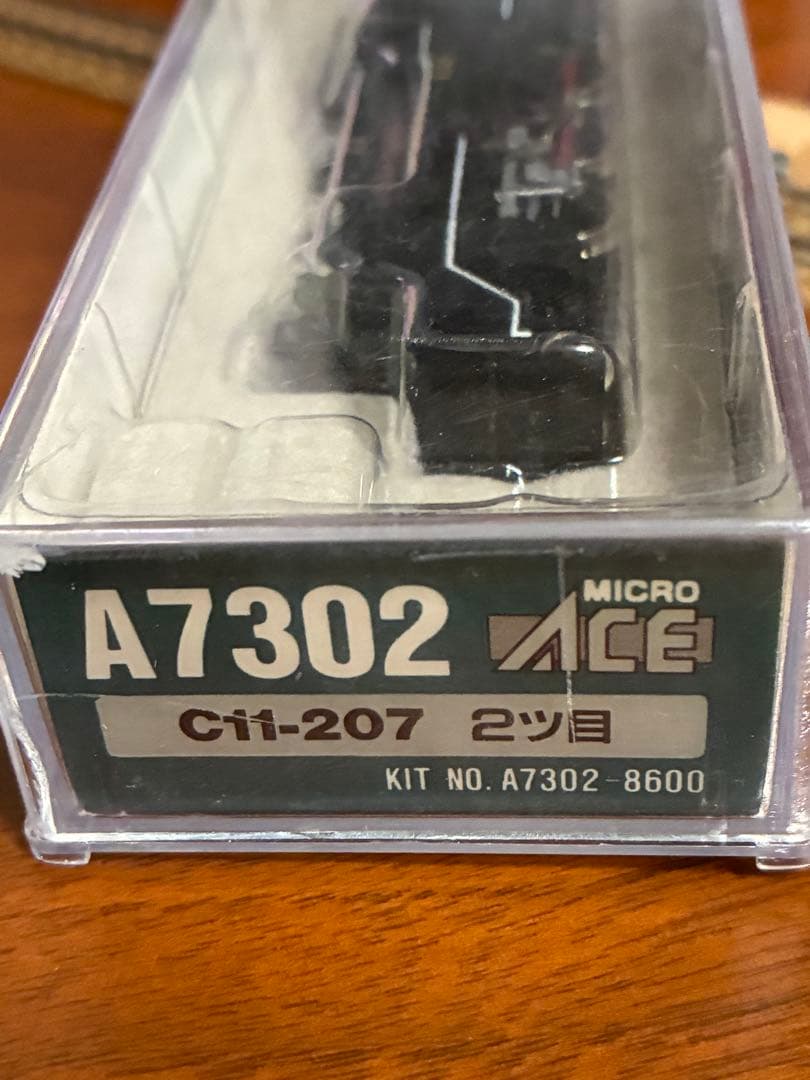 A7302
MICRO
ACE
C11-207 2ツ目
KIT NO. A7302-8600